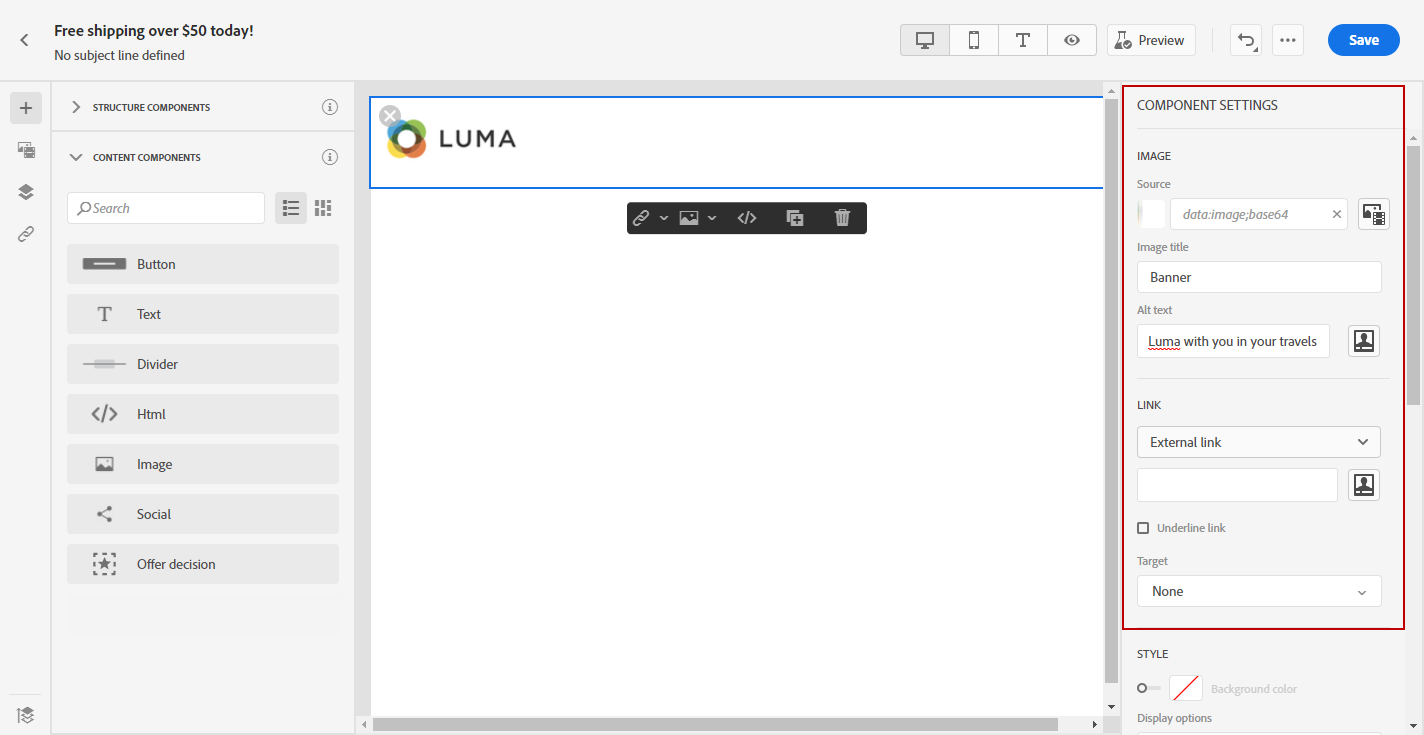 Free shipping over $50 today!
No subject line defined
Preview
Save
STRUCTURE COMPONENTS
CONTENT COMPONENTS
Search
Button
Text
Divider
Html
Image
Social
Offer decision
LUMA
COMPONENT SETTINGS
IMAGE
Source
data:image;base64
Image title
Banner
Alt text
Luma with you in your travels
LINK
External link
Underline link
Target
None
STYLE
Background color
Display options